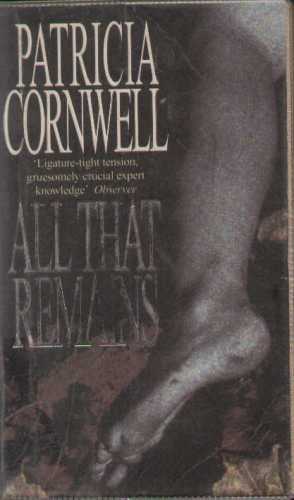 PATRICIA
CORNWELL
'Ligature-tight tension,
gruesomely crucial expert
knowledge' Observer
ALL THAT
REMAINS